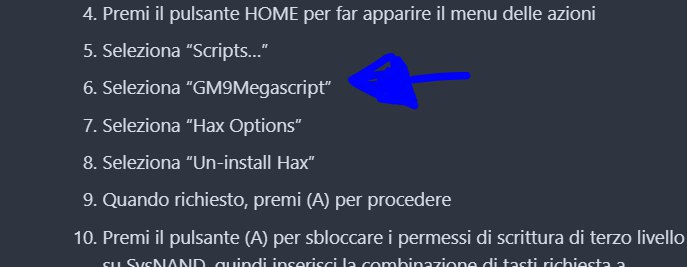 4. Premi il pulsante HOME per far apparire il menu delle azioni
5. Seleziona “Scripts...”
6. Seleziona “GM9Megascript”
7. Seleziona “Hax Options”
8. Seleziona “Un-install Hax”
9. Quando richiesto, premi (A) per procedere
10. Premi il pulsante (A) per sbloccare i permessi di scrittura di terzo livello
su SysNAND, quindi inserisci la combinazione di tasti richiesta a